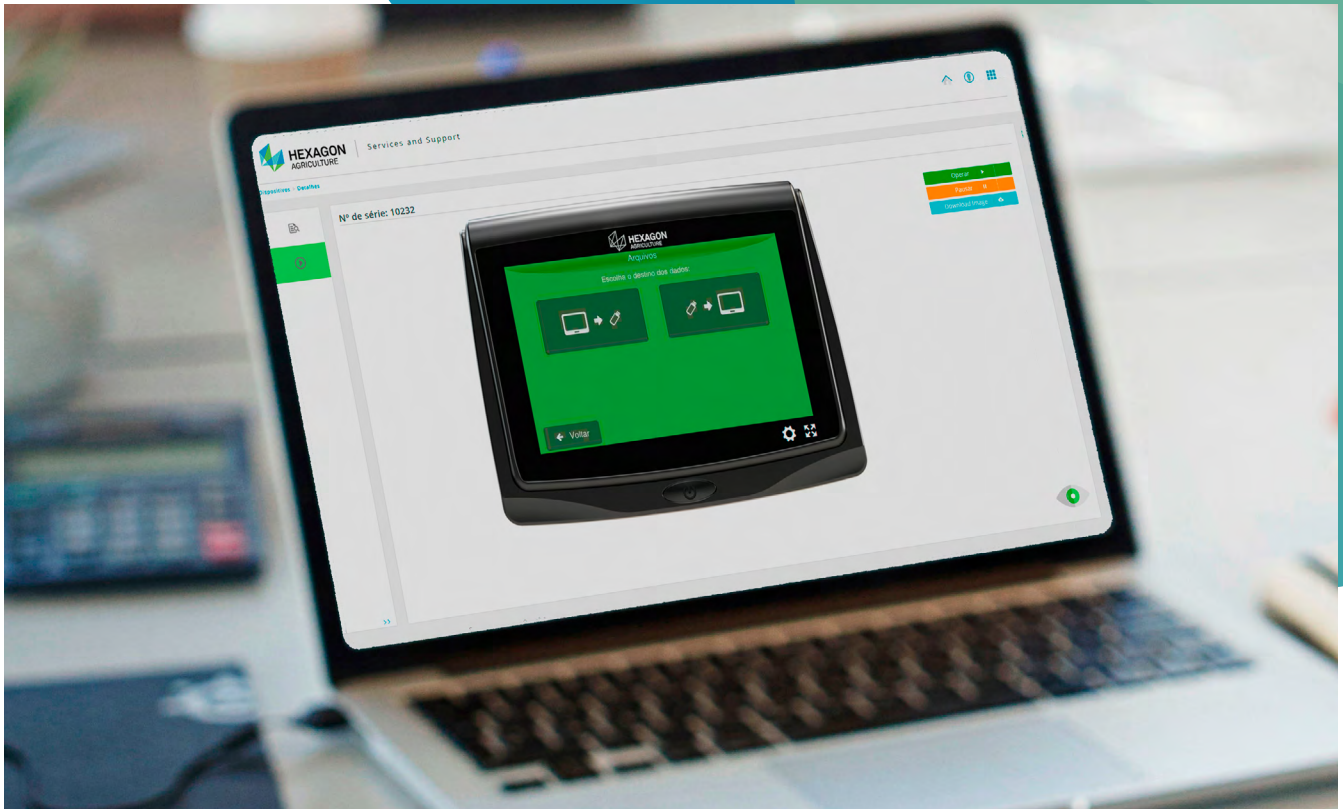 HEXAGON
AGRICULTURE
Services and Support
Dispositivos > Detalhes
Nº de série: 10232
Operar
Pausar
Download Image
HEXAGON
AGRICULTURE
Arquivos
Escolha o destino dos dados:
Voltar